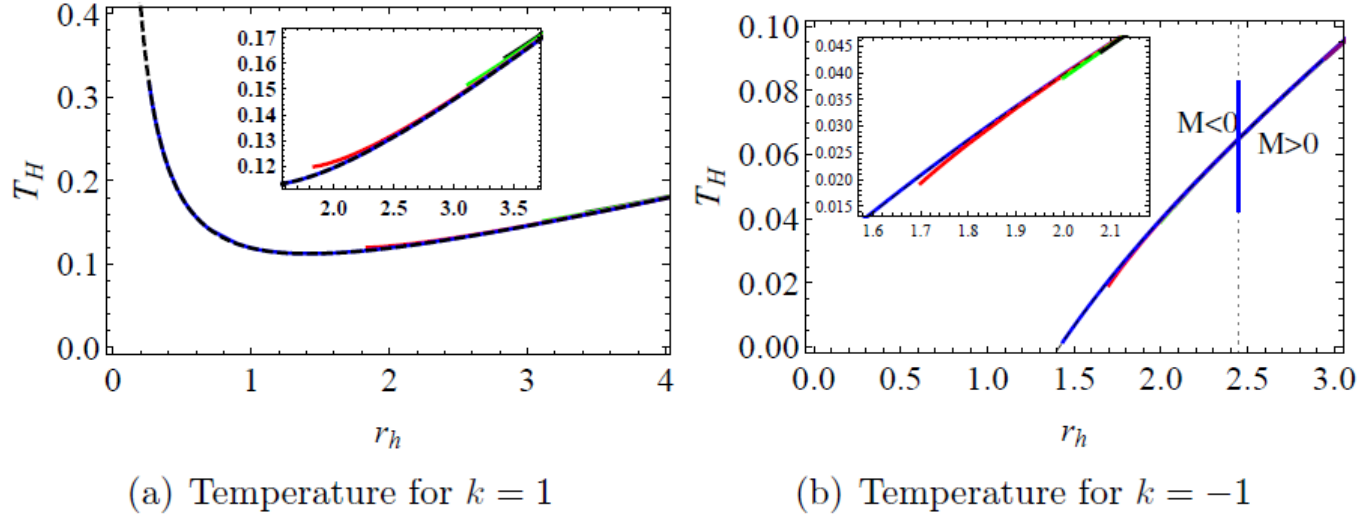 0.4
0.3
0.2
0.1
0.0
T_H
0.17
0.16
0.15
0.14
0.13
0.12
2.0 2.5 3.0 3.5
0 1 2 3 4
r_h
(a) Temperature for k = 1
0.10
0.08
0.06
0.04
0.02
0.00
T_H
0.045
0.040
0.035
0.030
0.025
0.020
0.015
1.6 1.7 1.8 1.9 2.0 2.1
M<0
M>0
0.0 0.5 1.0 1.5 2.0 2.5 3.0
r_h
(b) Temperature for k = −1